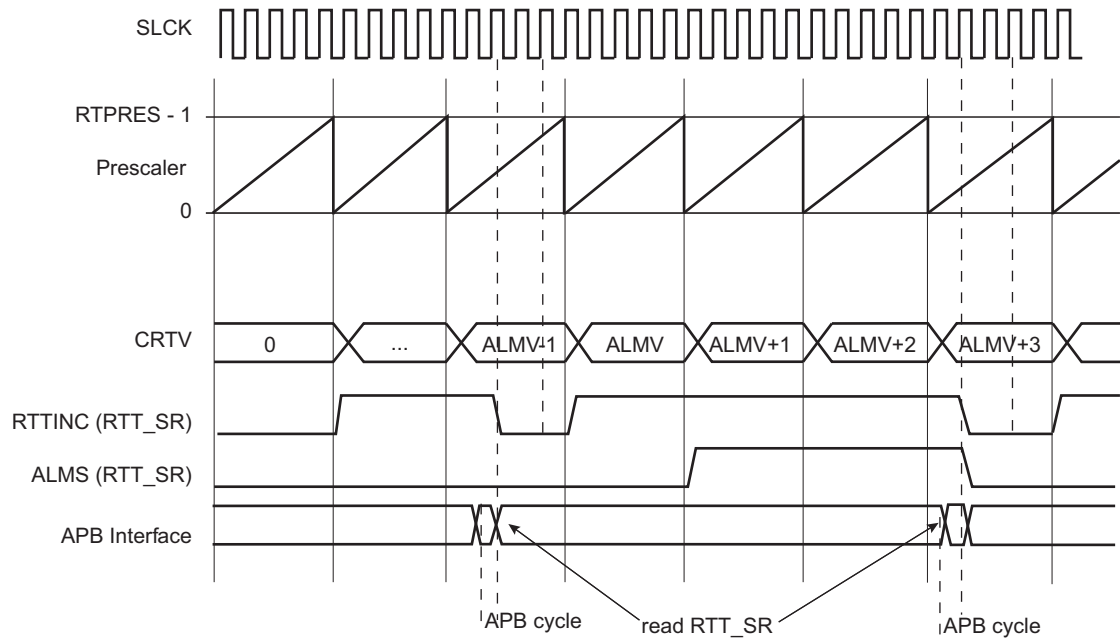 SLCK
RTPRES - 1
Prescaler
0
CRTV
0
...
ALMV-1
ALMV
ALMV+1
ALMV+2
ALMV+3
RTTINC (RTT_SR)
ALMS (RTT_SR)
APB Interface
APB cycle
read RTT_SR
APB cycle